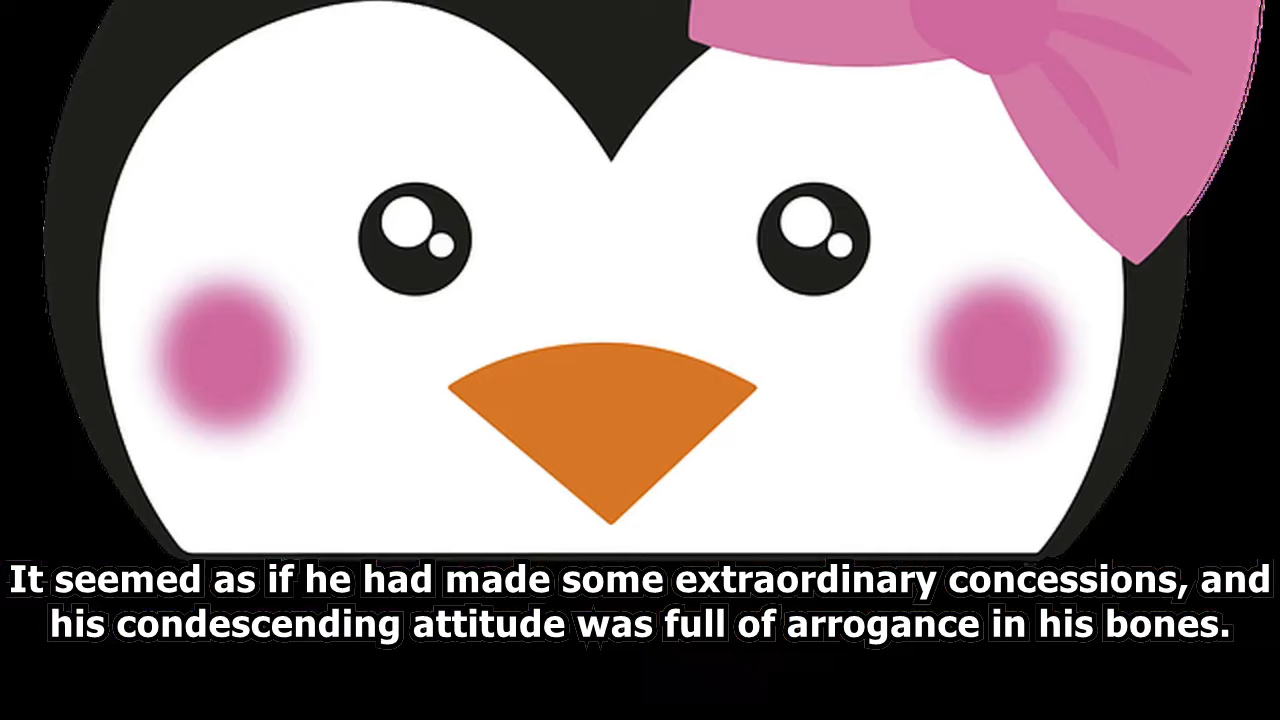 It seemed as if he had made some extraordinary concessions, and
his condescending attitude was full of arrogance in his bones.